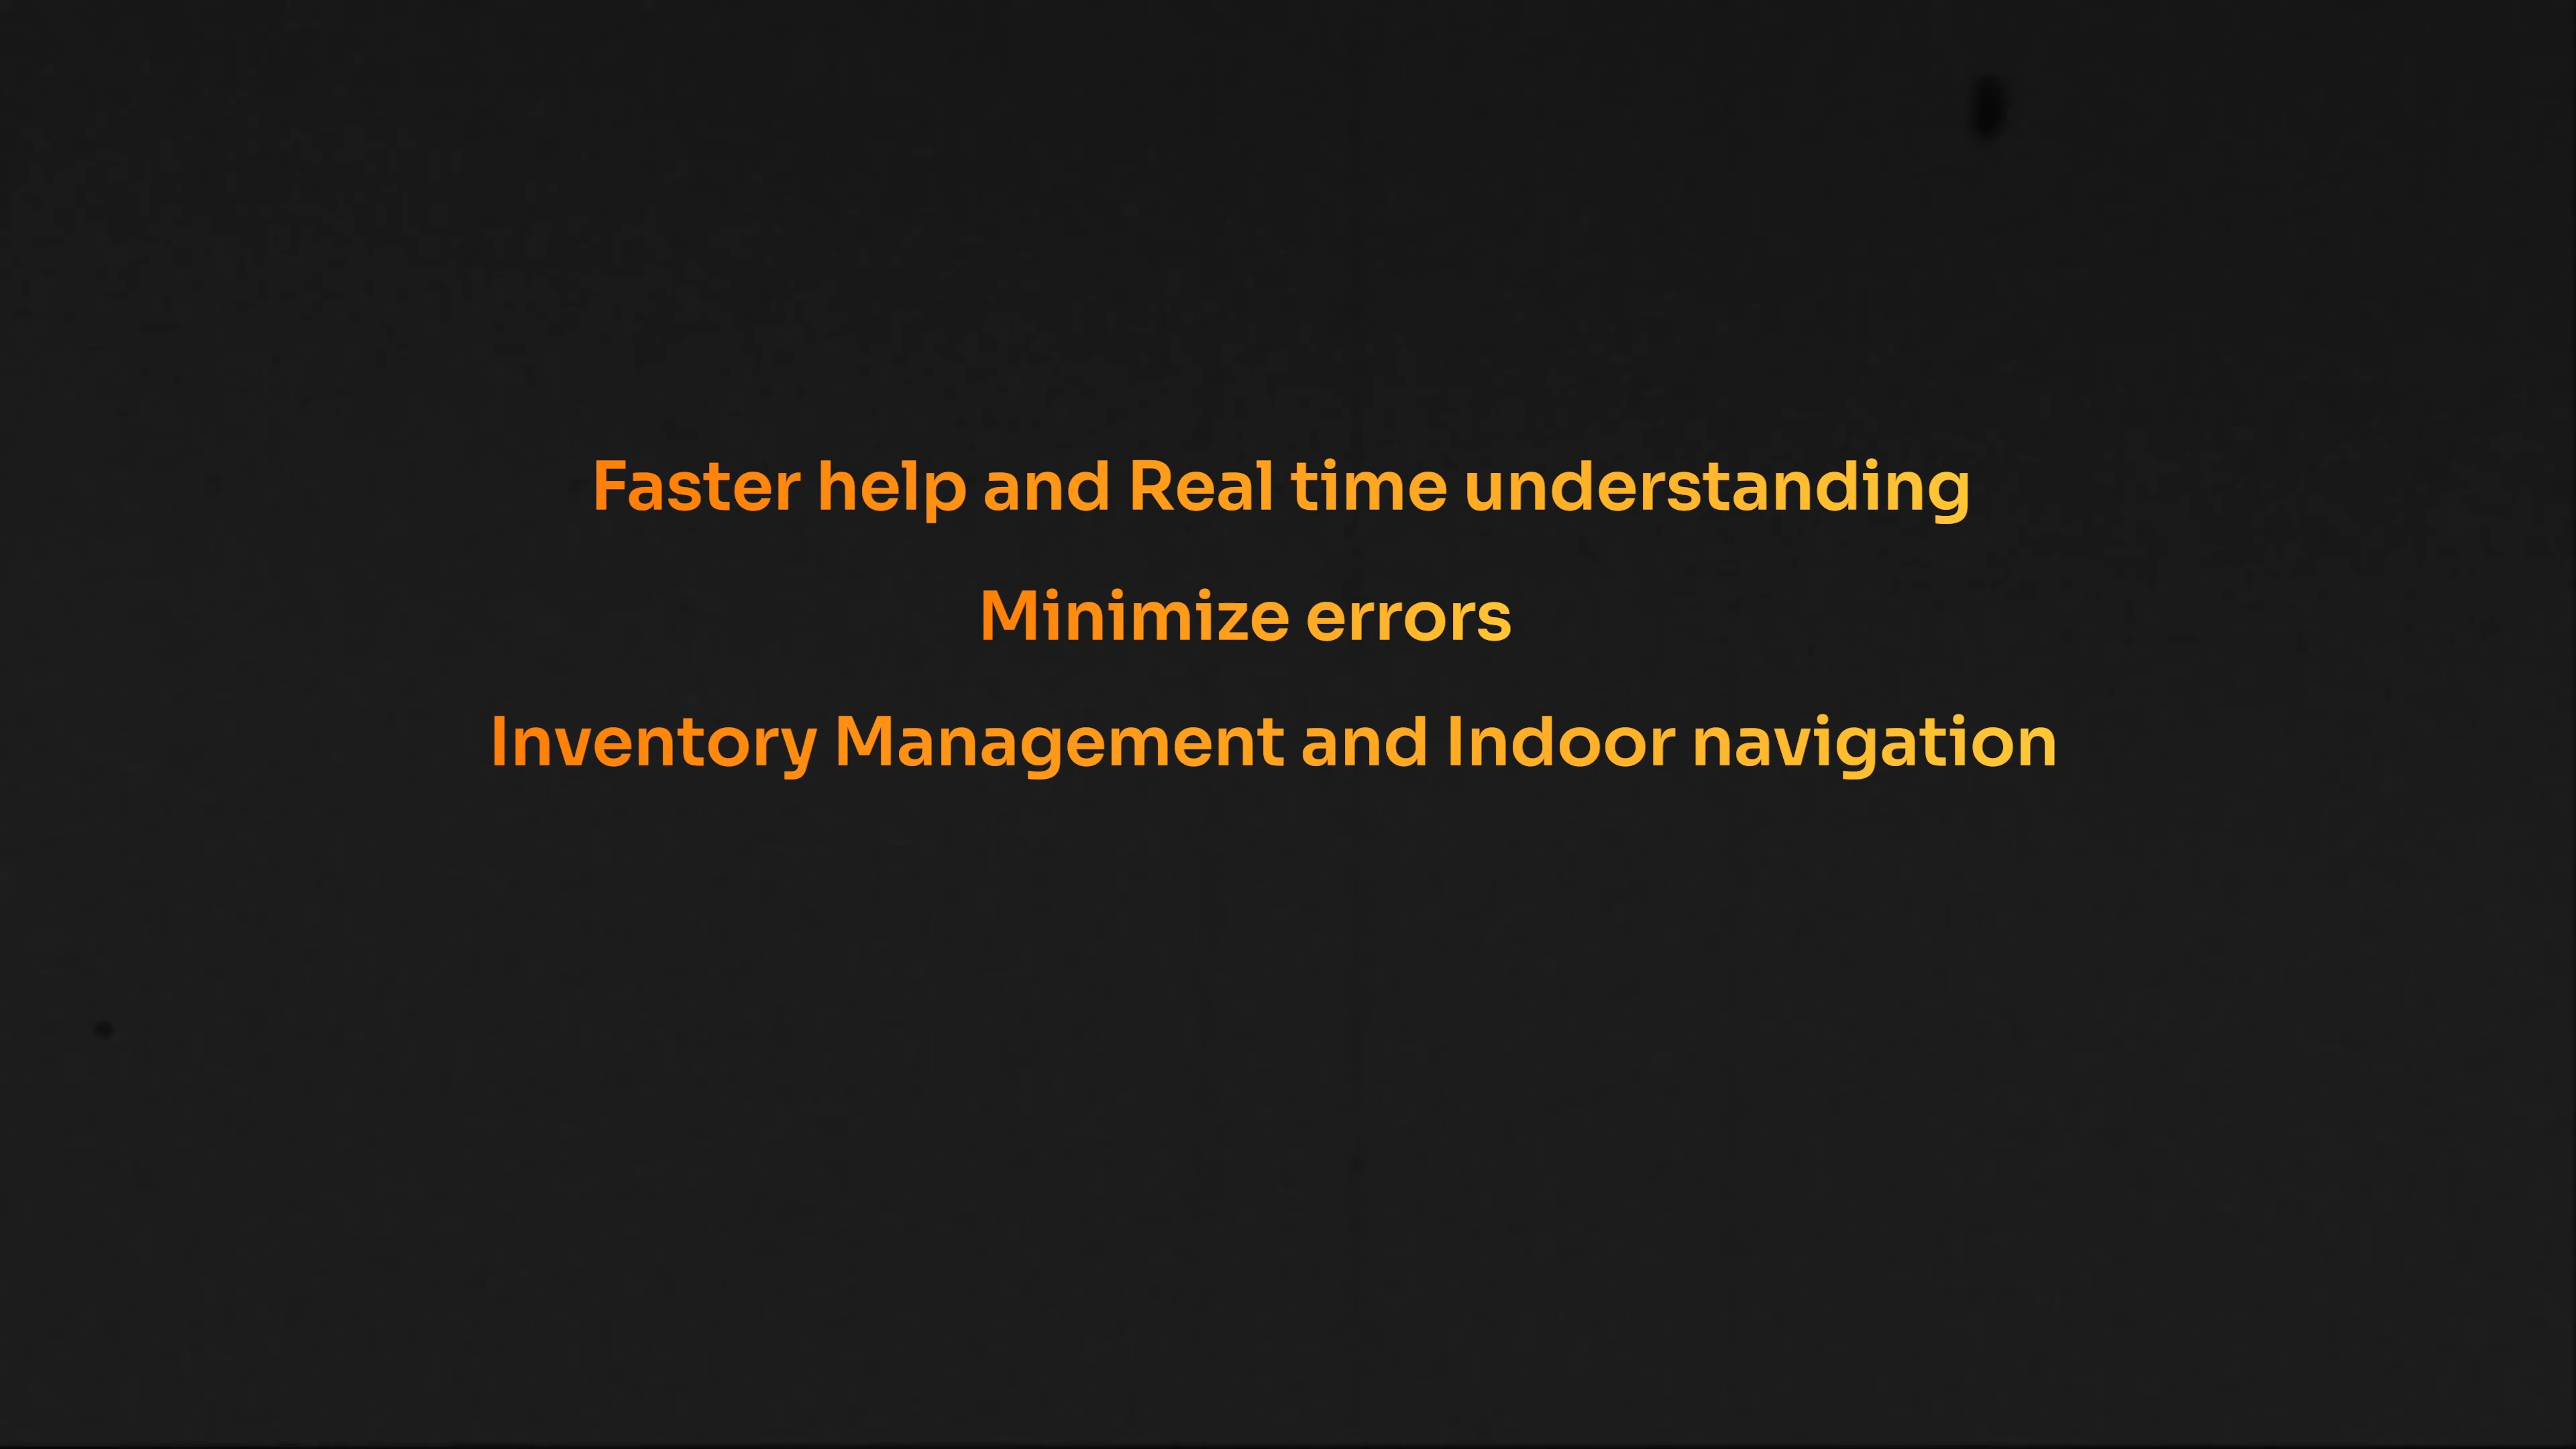 Faster help and Real time understanding
Minimize errors
Inventory Management and Indoor navigation